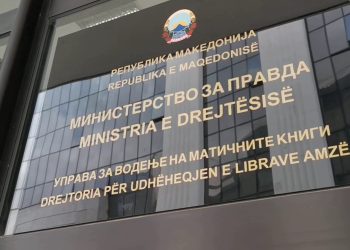 РЕПУБЛИКА МАКЕДОНИЈА
REPUBLIKA E MAQEDONISË
МИНИСТЕРСТВО ЗА ПРАВДА
MINISTRIA E DREJTËSISË
УПРАВА ЗА ВОДЕЊЕ НА МАТИЧНИТЕ КНИГИ
DREJTORIA PËR UDHËHEQJEN E LIBRAVE AMZË